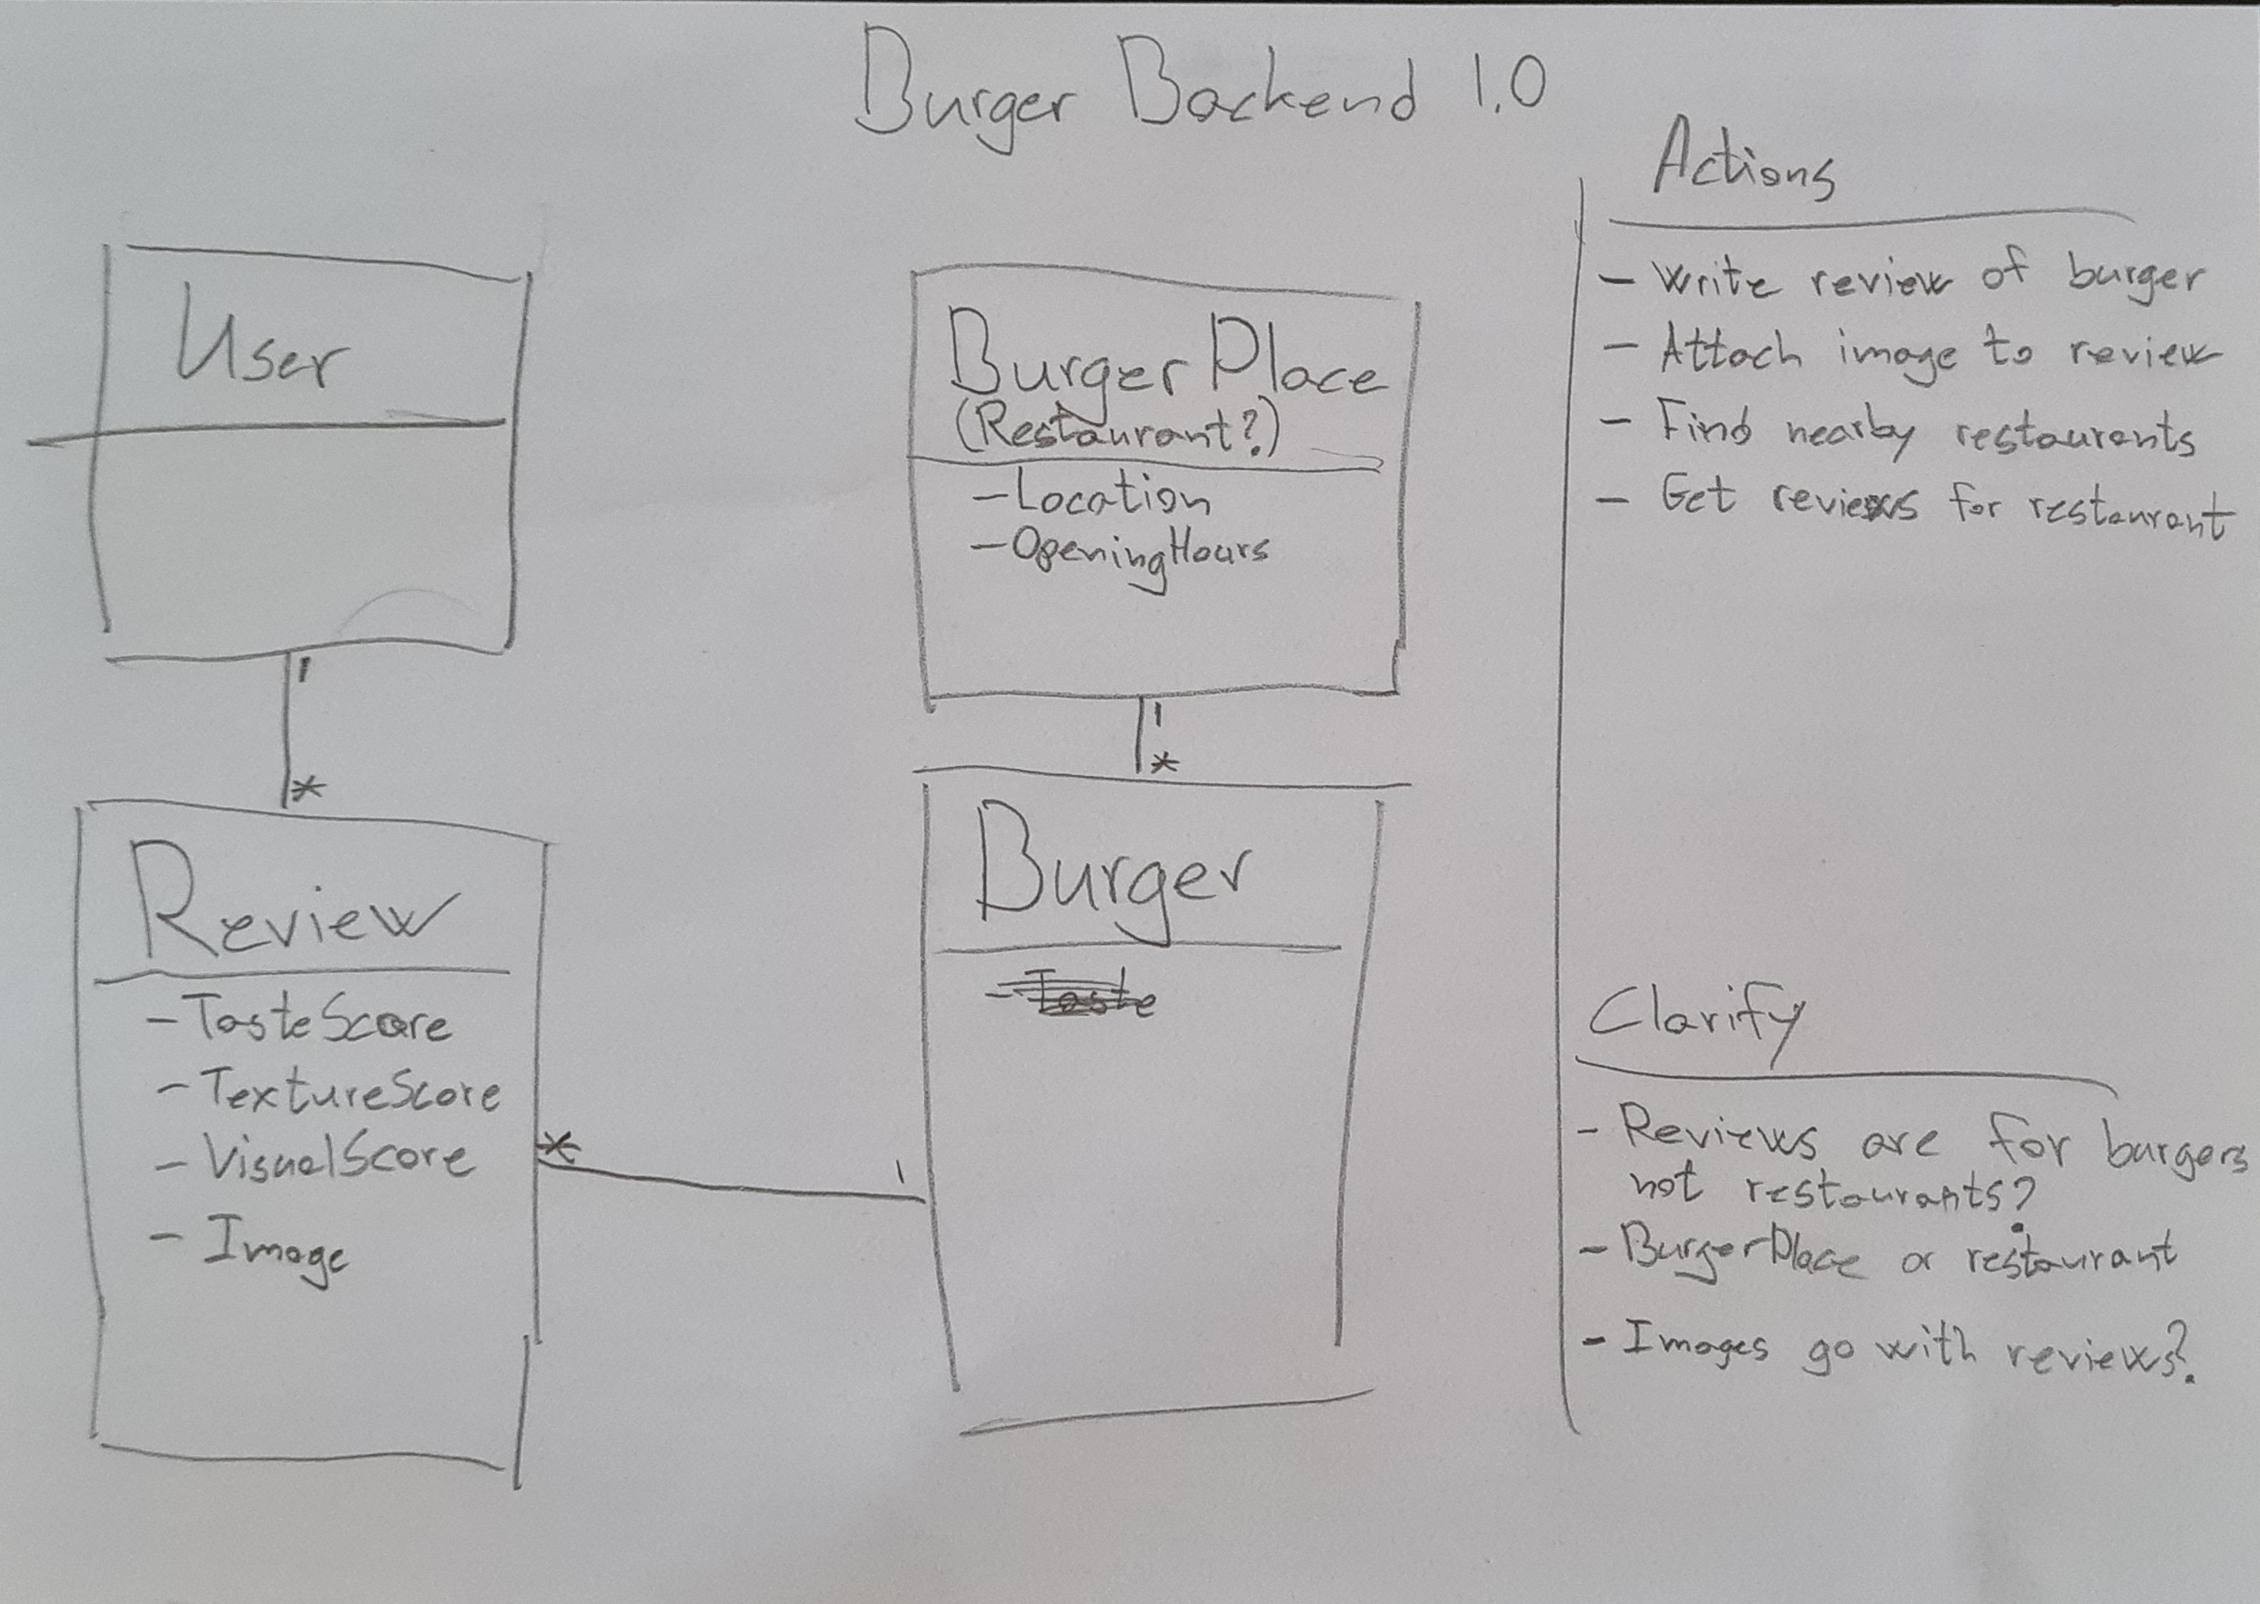 Burger Backend 1.0
User
1
*
Review
- TasteScore
- TextureScore
- VisualScore
- Image
*
1
BurgerPlace
(Restaurant?)
- Location
- OpeningHours
1
*
Burger
- Taste
Actions
- Write review of burger
- Attach image to review
- Find nearby restaurants
- Get reviews for restaurant
Clarify
- Reviews are for burgers
not restaurants?
- BurgerPlace or restaurant
- Images go with reviews?